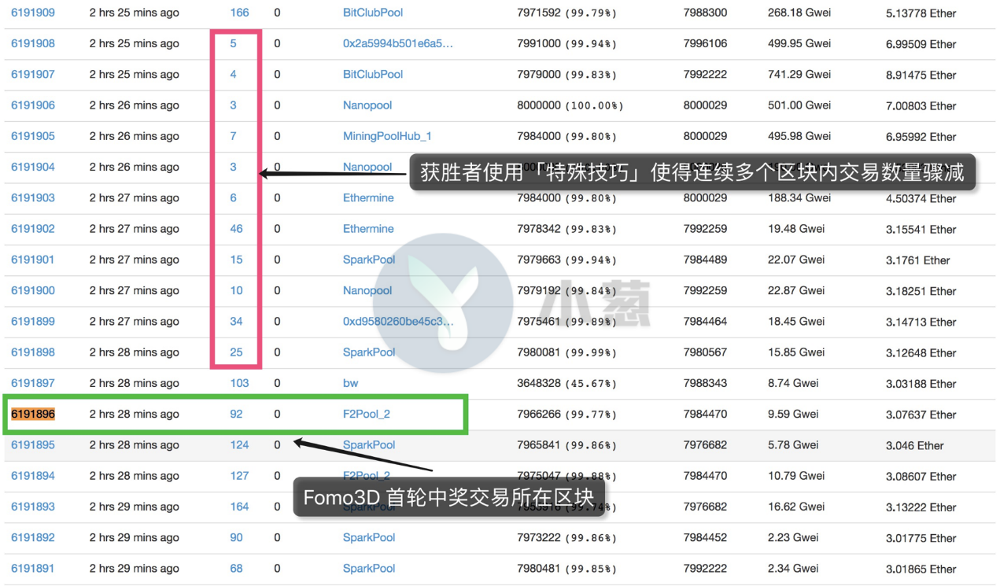 6191909 2 hrs 25 mins ago 166 0 BitClubPool 7971592 (99.79%) 7988300 268.18 Gwei 5.13778 Ether
6191908 2 hrs 25 mins ago 5 0 0x2a5994b501e6a5... 7991000 (99.94%) 7996106 499.95 Gwei 6.99509 Ether
6191907 2 hrs 25 mins ago 4 0 BitClubPool 7979000 (99.83%) 7992222 741.29 Gwei 8.91475 Ether
6191906 2 hrs 26 mins ago 3 0 Nanopool 8000000 (100.00%) 8000029 501.00 Gwei 7.00803 Ether
6191905 2 hrs 26 mins ago 7 0 MiningPoolHub_1 7984000 (99.80%) 8000029 495.98 Gwei 6.95992 Ether
6191904 2 hrs 26 mins ago 3 0 Nanopool
获胜者使用「特殊技巧」使得连续多个区块内交易数量骤减
6191903 2 hrs 27 mins ago 6 0 Ethermine 7984000 (99.80%) 8000029 188.34 Gwei 4.50374 Ether
6191902 2 hrs 27 mins ago 46 0 Ethermine 7978342 (99.83%) 7992259 19.48 Gwei 3.15541 Ether
6191901 2 hrs 27 mins ago 15 0 SparkPool 7979663 (99.94%) 7984489 22.07 Gwei 3.1761 Ether
6191900 2 hrs 27 mins ago 10 0 Nanopool 7979192 (99.84%) 7992259 22.87 Gwei 3.18251 Ether
小葱
6191899 2 hrs 27 mins ago 34 0 0xd9580260be45c3... 7975461 (99.89%) 7984464 18.45 Gwei 3.14713 Ether
6191898 2 hrs 28 mins ago 25 0 SparkPool 7980081 (99.99%) 7980567 15.85 Gwei 3.12648 Ether
6191897 2 hrs 28 mins ago 103 0 bw 3648328 (45.67%) 7988343 8.74 Gwei 3.03188 Ether
6191896 2 hrs 28 mins ago 92 0 F2Pool_2 7966266 (99.77%) 7984470 9.59 Gwei 3.07637 Ether
6191895 2 hrs 28 mins ago 124 0 SparkPool 7965841 (99.86%) 7976682 5.78 Gwei 3.046 Ether
6191894 2 hrs 28 mins ago 127 0 F2Pool_2 7975047 (99.88%) 7984470 10.79 Gwei 3.08607 Ether
Fomo3D 首轮中奖交易所在区块
6191893 2 hrs 29 mins ago 164 0 SparkPool 7976682 16.62 Gwei 3.13222 Ether
6191892 2 hrs 29 mins ago 90 0 SparkPool 7973222 (99.86%) 7984452 2.23 Gwei 3.01775 Ether
6191891 2 hrs 29 mins ago 68 0 SparkPool 7980481 (99.85%) 7992222 2.34 Gwei 3.01865 Ether